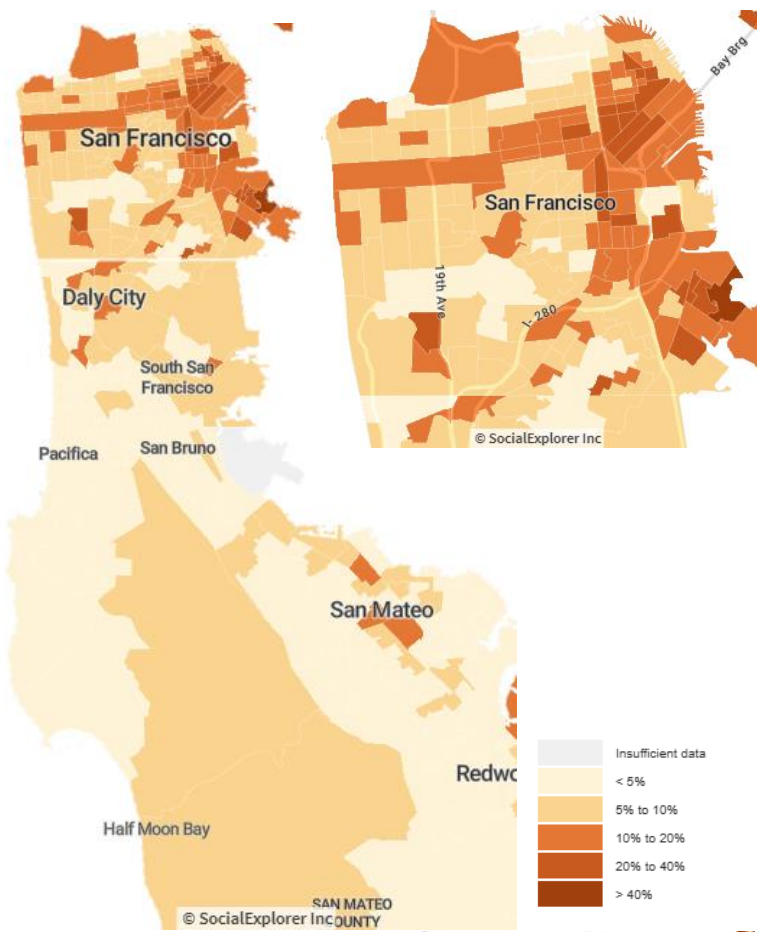 San Francisco
Daly City
South San
Francisco
Pacifica
San Bruno
San Mateo
Redwo
Half Moon Bay
SAN MATEO
COUNTY
© SocialExplorer Inc
Bay Brg
San Francisco
19th Ave
I- 280
© SocialExplorer Inc
Insufficient data
< 5%
5% to 10%
10% to 20%
20% to 40%
> 40%